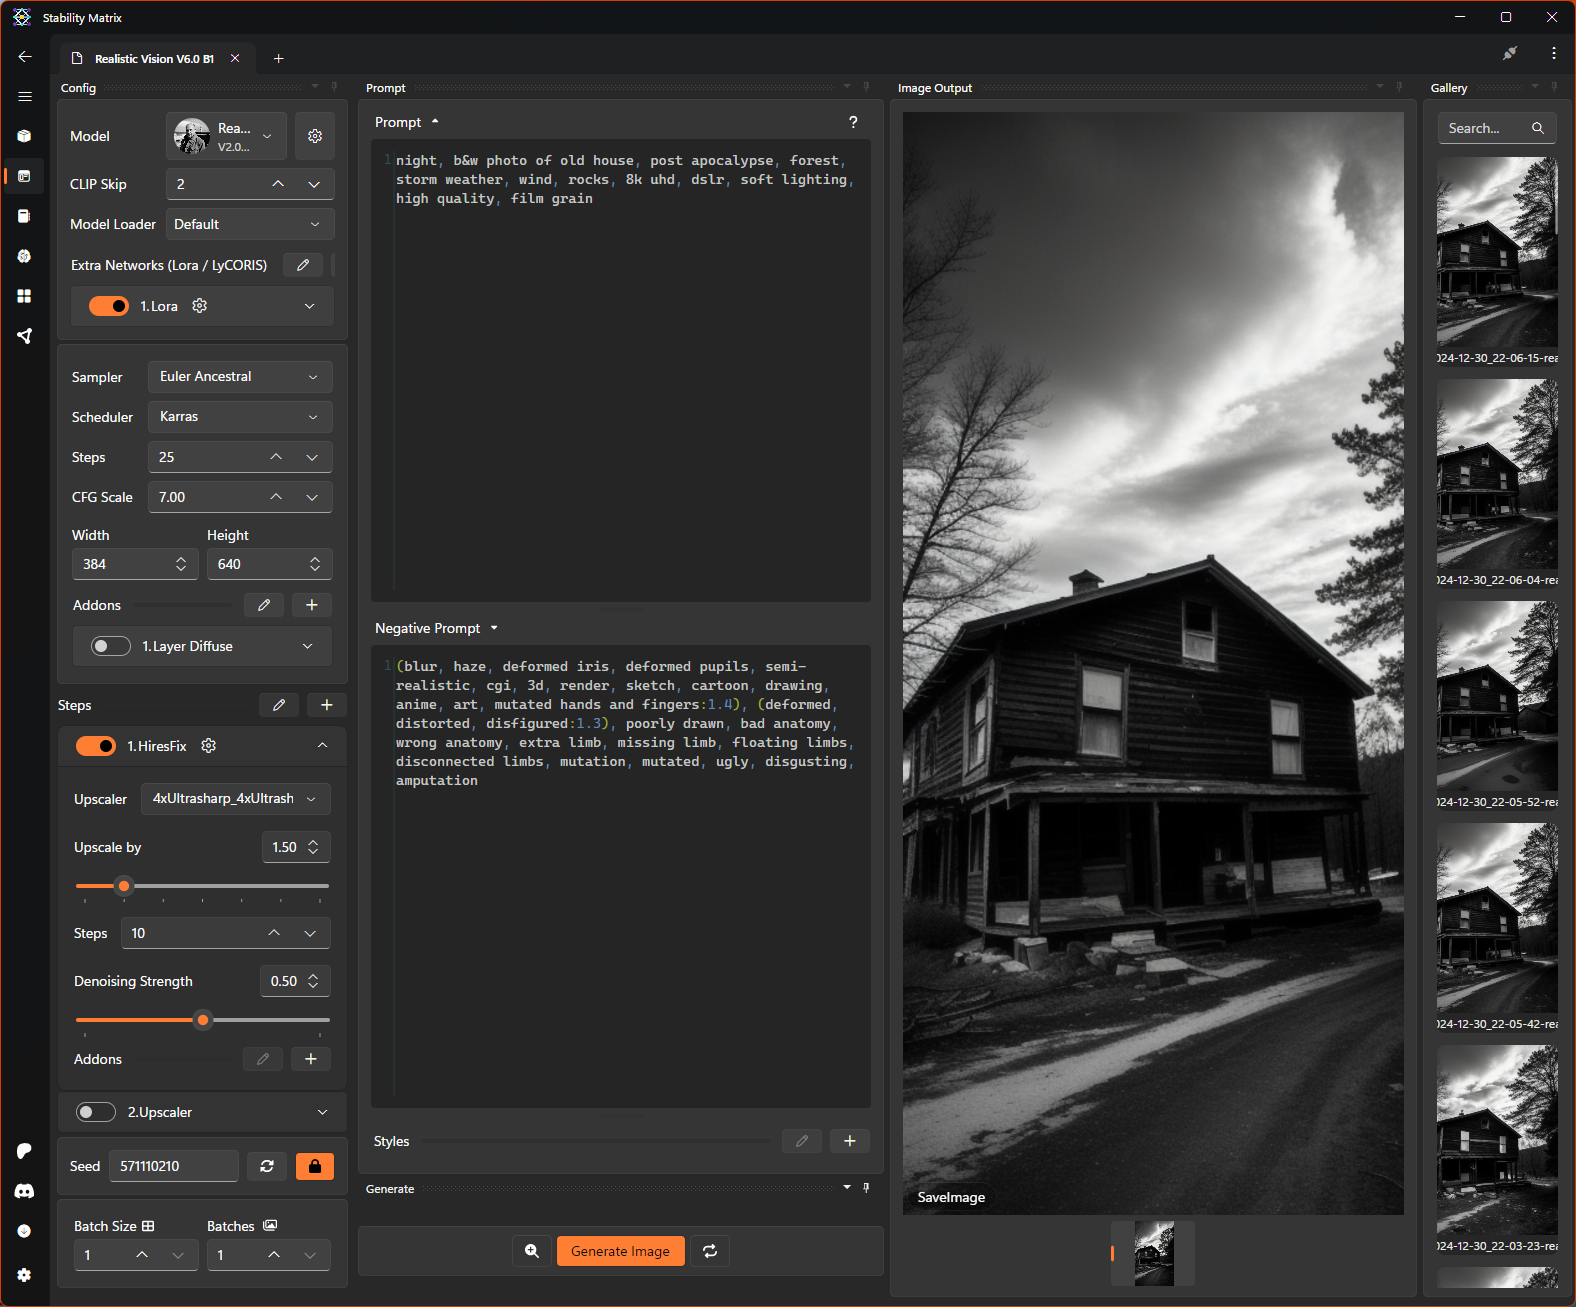 Stability Matrix
Realistic Vision V6.0 B1
Config
Model
Rea...
V2.0...
CLIP Skip
2
Model Loader
Default
Extra Networks (Lora / LyCORIS)
1.Lora
Sampler
Euler Ancestral
Scheduler
Karras
Steps
25
CFG Scale
7.00
Width
Height
384
640
Addons
1.Layer Diffuse
Steps
1.HiresFix
Upscaler
4xUltrasharp_4xUltrash
Upscale by
1.50
Steps
10
Denoising Strength
0.50
Addons
2.Upscaler
Seed
571110210
Batch Size
Batches
1
1
Prompt
Prompt
?
1
night, b&w photo of old house, post apocalypse, forest,
storm weather, wind, rocks, 8k uhd, dslr, soft lighting,
high quality, film grain
Negative Prompt
1
(blur, haze, deformed iris, deformed pupils, semi-
realistic, cgi, 3d, render, sketch, cartoon, drawing,
anime, art, mutated hands and fingers:1.4), (deformed,
distorted, disfigured:1.3), poorly drawn, bad anatomy,
wrong anatomy, extra limb, missing limb, floating limbs,
disconnected limbs, mutation, mutated, ugly, disgusting,
amputation
Styles
Generate
Generate Image
Image Output
SaveImage
Gallery
Search...
024-12-30_22-06-15-rea
024-12-30_22-06-04-rea
024-12-30_22-05-52-rea
024-12-30_22-05-42-rea
024-12-30_22-03-23-rea